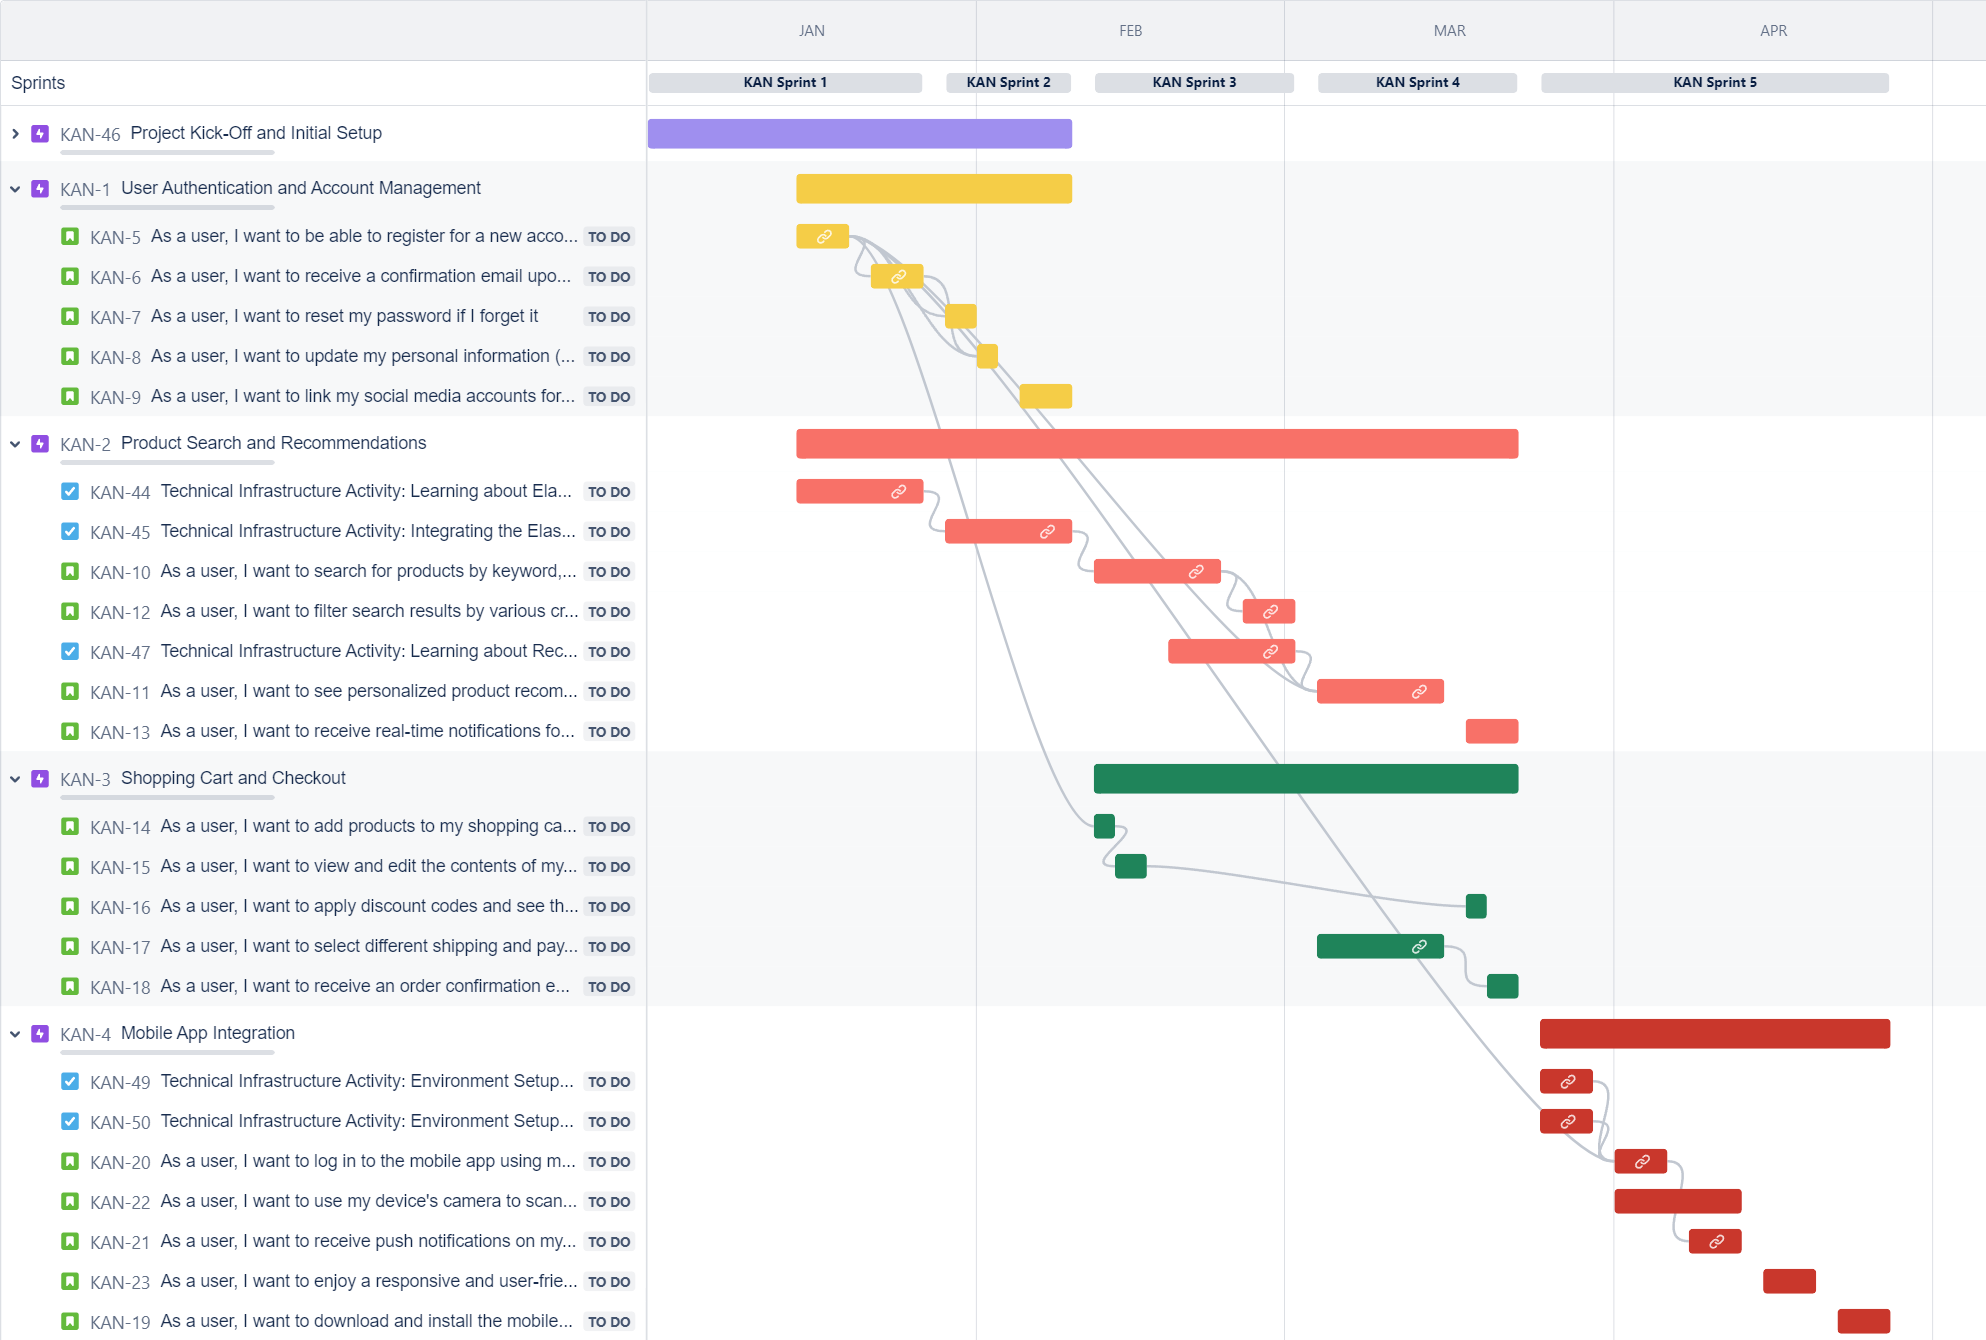 JAN FEB MAR APR
Sprints KAN Sprint 1 KAN Sprint 2 KAN Sprint 3 KAN Sprint 4 KAN Sprint 5
KAN-46 Project Kick-Off and Initial Setup
KAN-1 User Authentication and Account Management
KAN-5 As a user, I want to be able to register for a new acco... TO DO
KAN-6 As a user, I want to receive a confirmation email upo... TO DO
KAN-7 As a user, I want to reset my password if I forget it TO DO
KAN-8 As a user, I want to update my personal information (... TO DO
KAN-9 As a user, I want to link my social media accounts for... TO DO
KAN-2 Product Search and Recommendations
KAN-44 Technical Infrastructure Activity: Learning about Ela... TO DO
KAN-45 Technical Infrastructure Activity: Integrating the Elas... TO DO
KAN-10 As a user, I want to search for products by keyword,... TO DO
KAN-12 As a user, I want to filter search results by various cr... TO DO
KAN-47 Technical Infrastructure Activity: Learning about Rec... TO DO
KAN-11 As a user, I want to see personalized product recom... TO DO
KAN-13 As a user, I want to receive real-time notifications fo... TO DO
KAN-3 Shopping Cart and Checkout
KAN-14 As a user, I want to add products to my shopping ca... TO DO
KAN-15 As a user, I want to view and edit the contents of my... TO DO
KAN-16 As a user, I want to apply discount codes and see th... TO DO
KAN-17 As a user, I want to select different shipping and pay... TO DO
KAN-18 As a user, I want to receive an order confirmation e... TO DO
KAN-4 Mobile App Integration
KAN-49 Technical Infrastructure Activity: Environment Setup... TO DO
KAN-50 Technical Infrastructure Activity: Environment Setup... TO DO
KAN-20 As a user, I want to log in to the mobile app using m... TO DO
KAN-22 As a user, I want to use my device's camera to scan... TO DO
KAN-21 As a user, I want to receive push notifications on my... TO DO
KAN-23 As a user, I want to enjoy a responsive and user-frie... TO DO
KAN-19 As a user, I want to download and install the mobile... TO DO